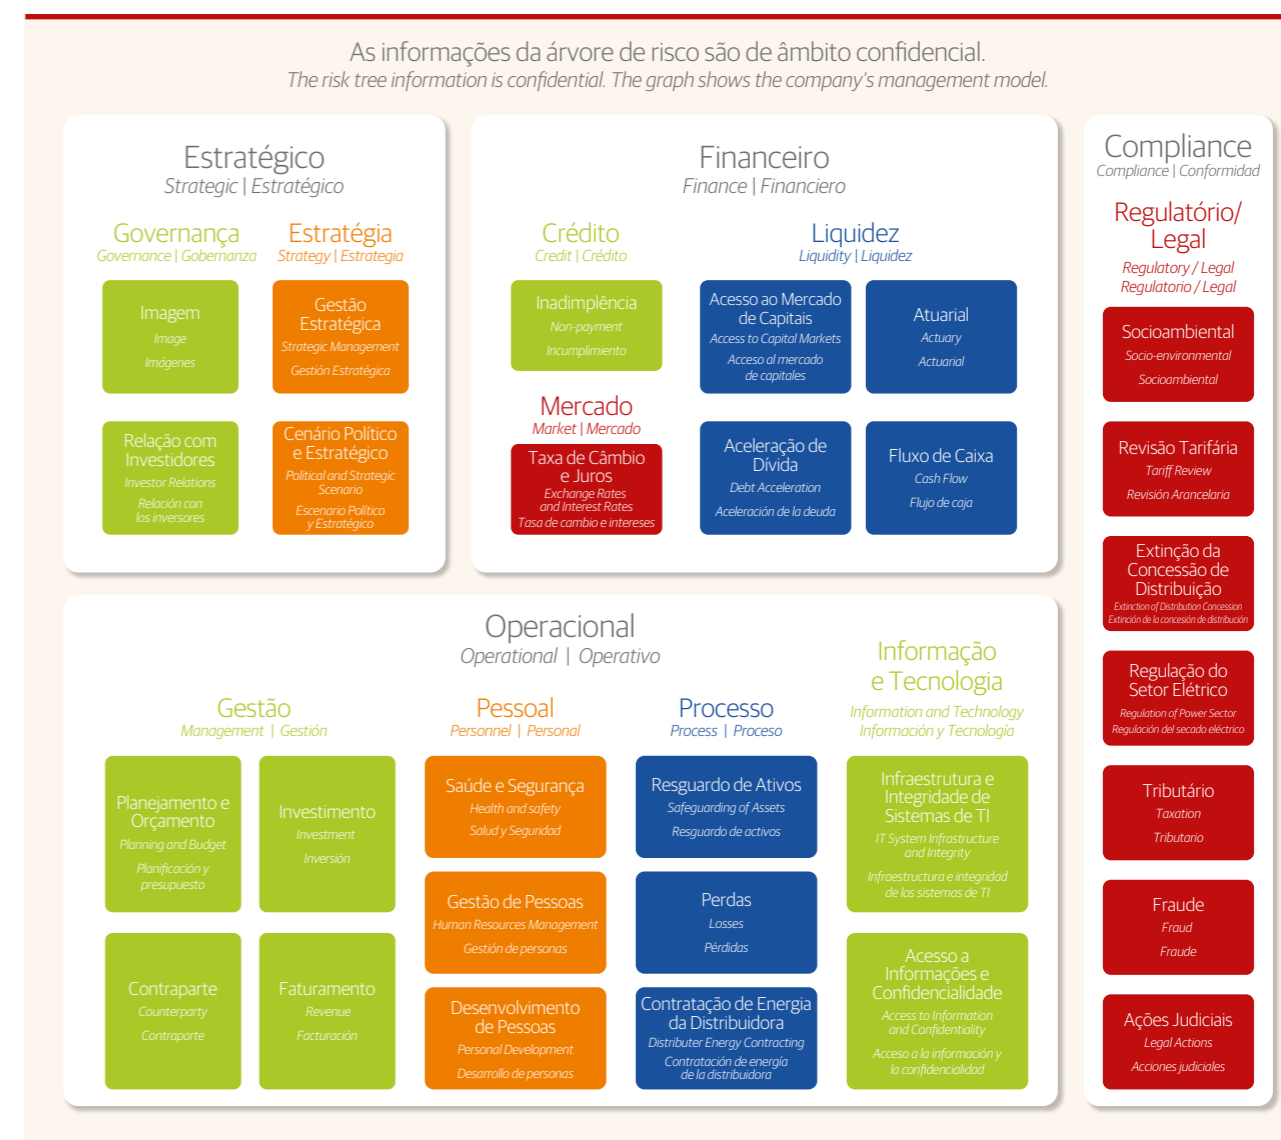 As informações da árvore de risco são de âmbito confidencial.
The risk tree information is confidential. The graph shows the company's management model.
Estratégico
Strategic | Estratégico
Governança
Governance | Gobernanza
Estratégia
Strategy | Estrategia
Imagem
Image
Imágenes
Gestão
Estratégica
Strategic Management
Gestión Estratégica
Relação com
Investidores
Investor Relations
Relación con
los inversores
Cenário Político
e Estratégico
Political and Strategic
Scenario
Escenario Político
y Estratégico
Financeiro
Finance | Financiero
Crédito
Credit | Crédito
Inadimplência
Non-payment
Incumplimiento
Mercado
Market | Mercado
Taxa de Câmbio
e Juros
Exchange Rates
and Interest Rates
Tasa de cambio e intereses
Liquidez
Liquidity | Liquidez
Acesso ao Mercado
de Capitais
Access to Capital Markets
Acceso al mercado
de capitales
Atuarial
Actuary
Actuarial
Aceleração de
Dívida
Debt Acceleration
Aceleración de la deuda
Fluxo de Caixa
Cash Flow
Flujo de caja
Compliance
Compliance | Conformidad
Regulatório/
Legal
Regulatory / Legal
Regulatorio / Legal
Socioambiental
Socio-environmental
Socioambiental
Revisão Tarifária
Tariff Review
Revisión Arancelaria
Extinção da
Concessão de
Distribuição
Extinction of Distribution Concession
Extinción de la concesión de distribución
Regulação do
Setor Elétrico
Regulation of Power Sector
Regulación del secado eléctrico
Tributário
Taxation
Tributario
Fraude
Fraud
Fraude
Ações Judiciais
Legal Actions
Acciones judiciales
Operacional
Operational | Operativo
Gestão
Management | Gestión
Planejamento e
Orçamento
Planning and Budget
Planificación y
presupuesto
Investimento
Investment
Inversión
Contraparte
Counterparty
Contraparte
Faturamento
Revenue
Facturación
Pessoal
Personnel | Personal
Saúde e Segurança
Health and safety
Salud y Seguridad
Gestão de Pessoas
Human Resources Management
Gestión de personas
Desenvolvimento
de Pessoas
Personal Development
Desarrollo de personas
Processo
Process | Proceso
Resguardo de Ativos
Safeguarding of Assets
Resguardo de activos
Perdas
Losses
Pérdidas
Contratação de Energia
da Distribuidora
Distributer Energy Contracting
Contratación de energía
de la distribuidora
Informação
e Tecnologia
Information and Technology
Información y Tecnología
Infraestrutura e
Integridade de
Sistemas de TI
IT System Infrastructure
and Integrity
Infraestructura e integridad
de los sistemas de TI
Acesso a
Informações e
Confidencialidade
Access to Information
and Confidentiality
Acceso a la información y
la confidencialidad